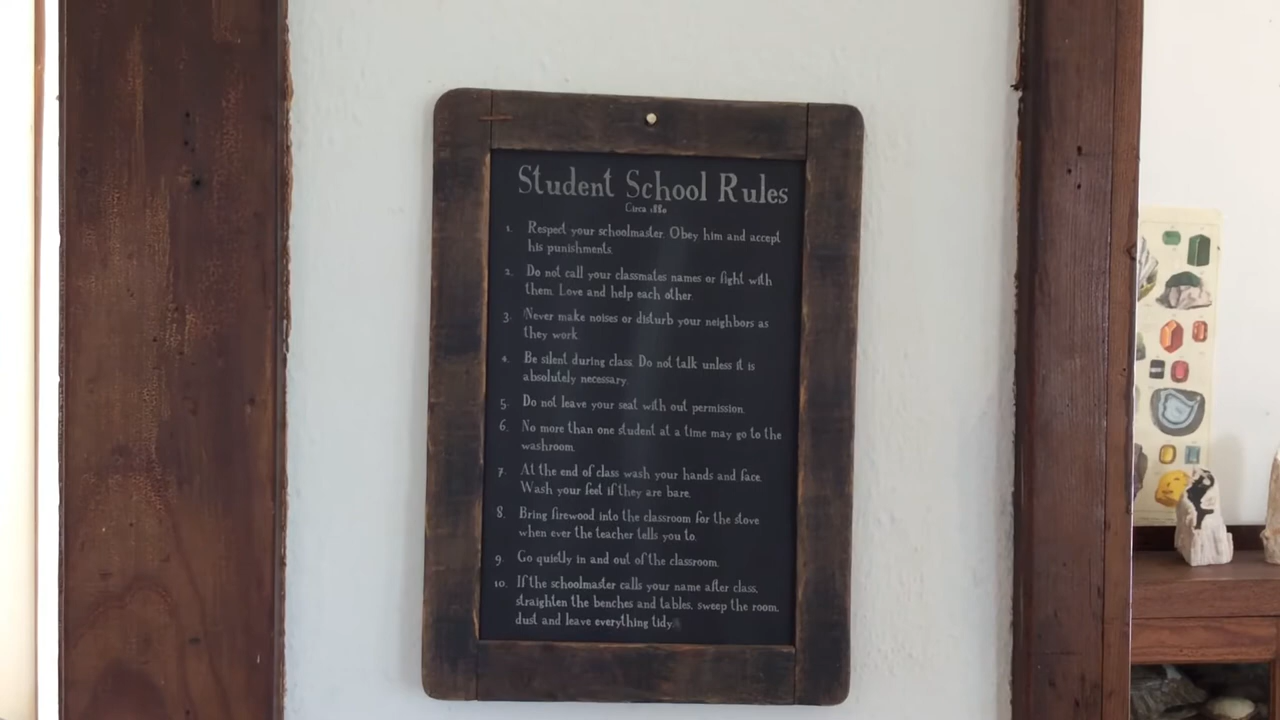 Student School Rules
Circa 1880
1. Respect your schoolmaster. Obey him and accept
his punishments.
2. Do not call your classmates names or fight with
them. Love and help each other.
3. Never make noises or disturb your neighbors as
they work.
4. Be silent during class. Do not talk unless it is
absolutely necessary.
5. Do not leave your seat with out permission.
6. No more than one student at a time may go to the
washroom.
7. At the end of class wash your hands and face.
Wash your feet if they are bare.
8. Bring firewood into the classroom for the stove
when ever the teacher tells you to.
9. Go quietly in and out of the classroom.
10. If the schoolmaster calls your name after class,
straighten the benches and tables, sweep the room,
dust and leave everything tidy.